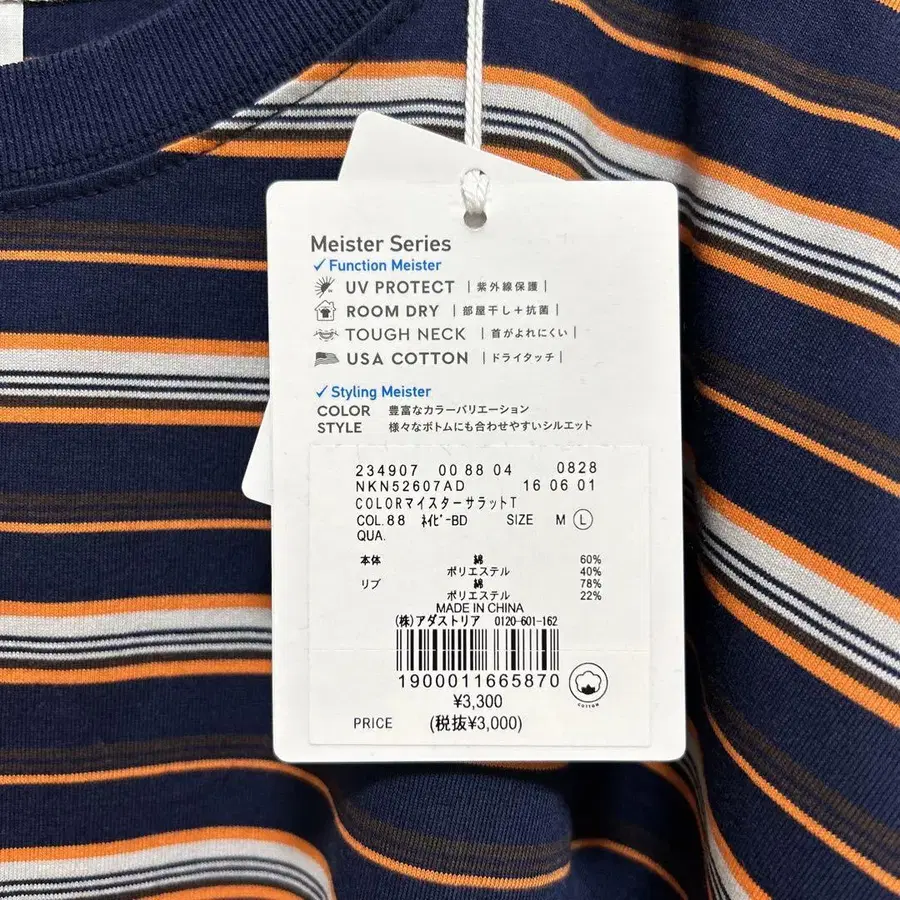 Meister Series
✓ Function Meister
UV PROTECT | 紫外線保護 |
ROOM DRY | 部屋干し+抗菌 |
TOUGH NECK | 首がよれにくい |
USA COTTON | ドライタッチ |
✓ Styling Meister
COLOR 豊富なカラーバリエーション
STYLE 様々なボトムにも合わせやすいシルエット
234907 00 88 04 0828
NKN52607AD 16 06 01
COLORマイスターサラットT
COL.88 ネイビーBD SIZE M Ⓛ
QUA.
本体 綿 60%
ポリエステル 40%
リブ 綿 78%
ポリエステル 22%
MADE IN CHINA
(株)アダストリア 0120-601-162
1900011665870
COTTON
¥3,300
PRICE (税抜¥3,000)